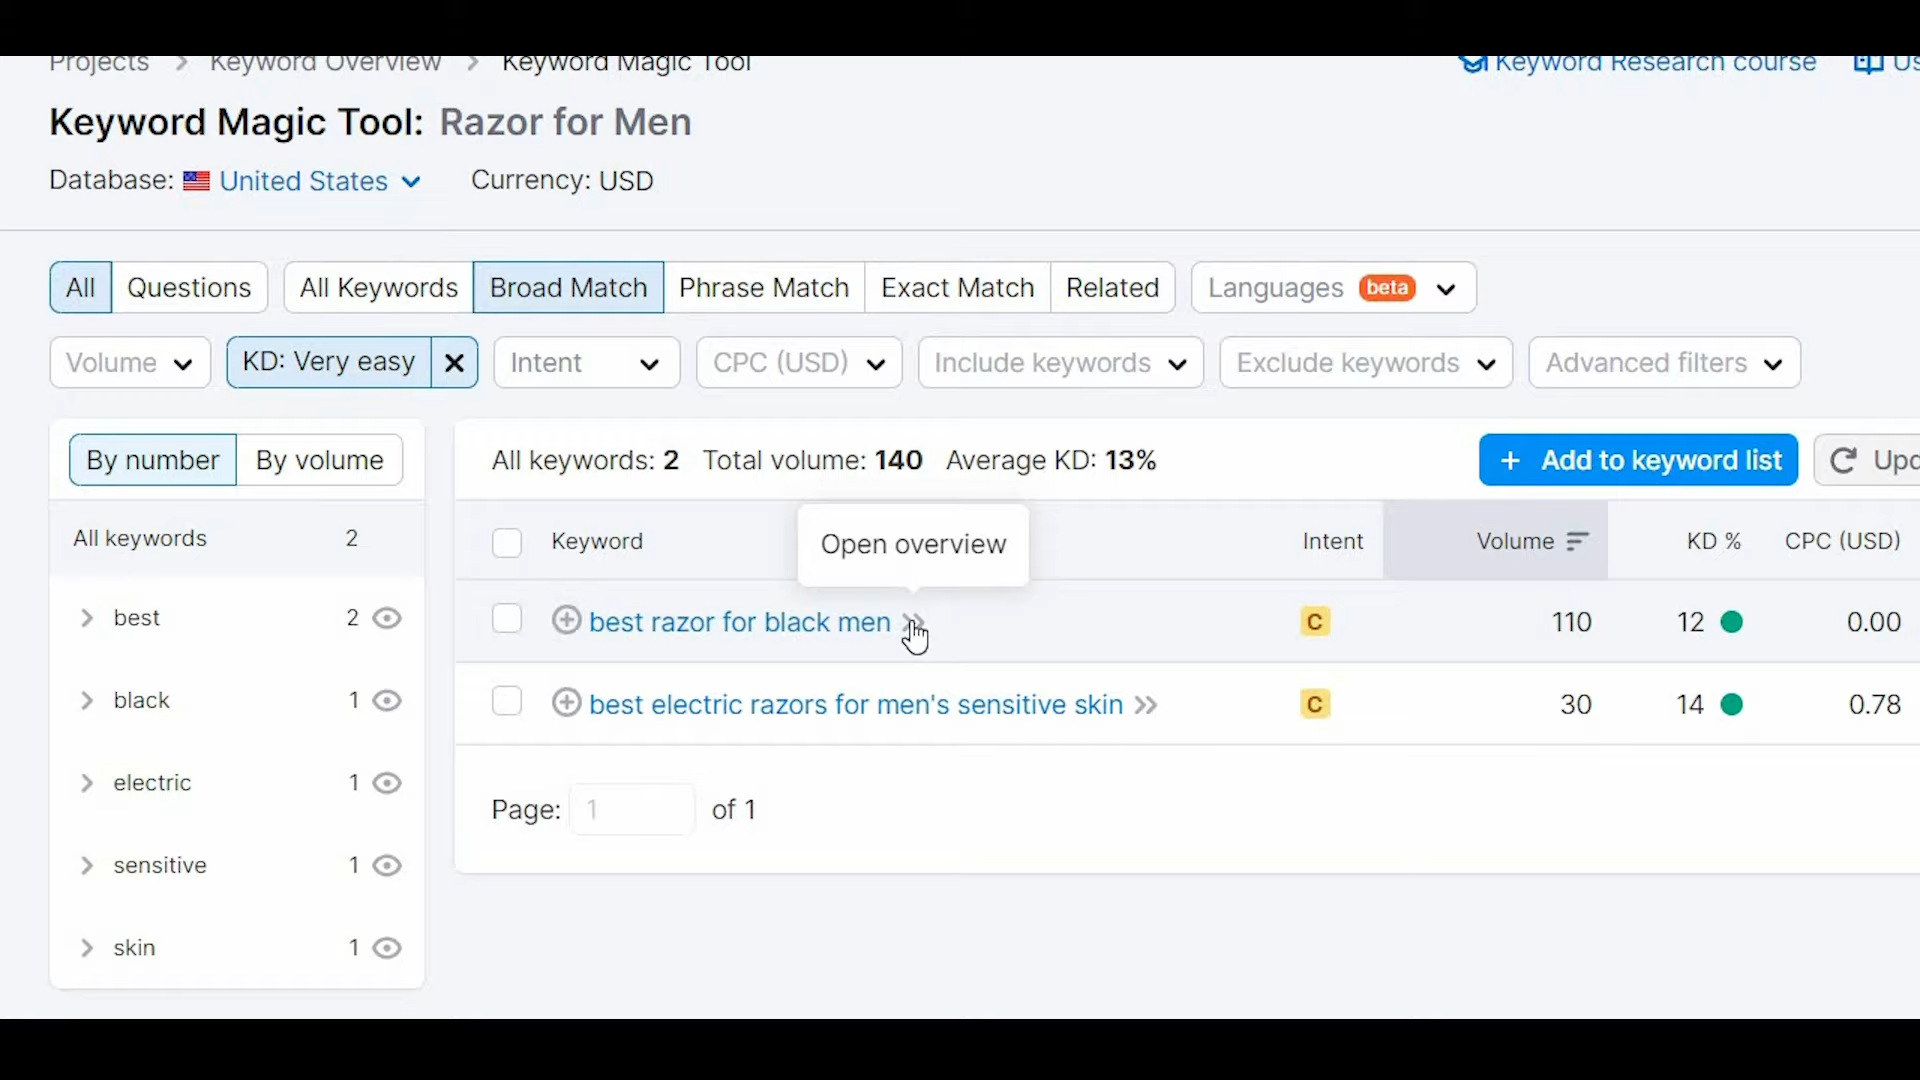 Projects > Keyword Overview > Keyword Magic Tool
Keyword Research course
Keyword Magic Tool: Razor for Men
Database: United States Currency: USD
All Questions All Keywords Broad Match Phrase Match Exact Match Related Languages beta
Volume KD: Very easy Intent CPC (USD) Include keywords Exclude keywords Advanced filters
By number By volume
All keywords: 2 Total volume: 140 Average KD: 13%
+ Add to keyword list
All keywords 2
best 2
black 1
electric 1
sensitive 1
skin 1
Open overview
Keyword Intent Volume KD % CPC (USD)
best razor for black men C 110 12 0.00
best electric razors for men's sensitive skin C 30 14 0.78
Page: 1 of 1